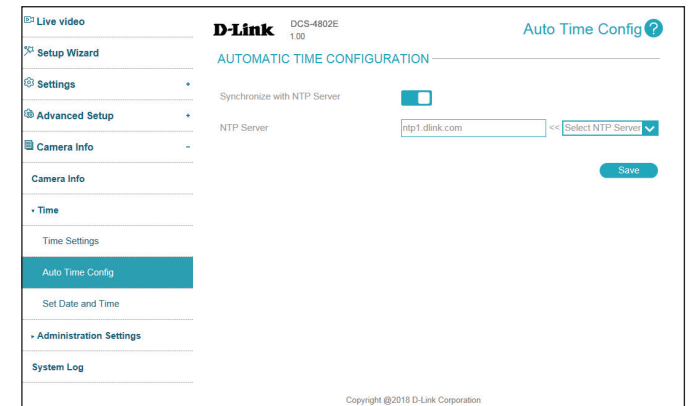 Live video
Setup Wizard
Settings +
Advanced Setup +
Camera Info -
Camera Info
Time
Time Settings
Auto Time Config
Set Date and Time
Administration Settings
System Log
D-Link DCS-4802E
1.00
Auto Time Config ?
AUTOMATIC TIME CONFIGURATION
Synchronize with NTP Server
NTP Server ntp1.dlink.com << Select NTP Server
Save
Copyright @2018 D-Link Corporation